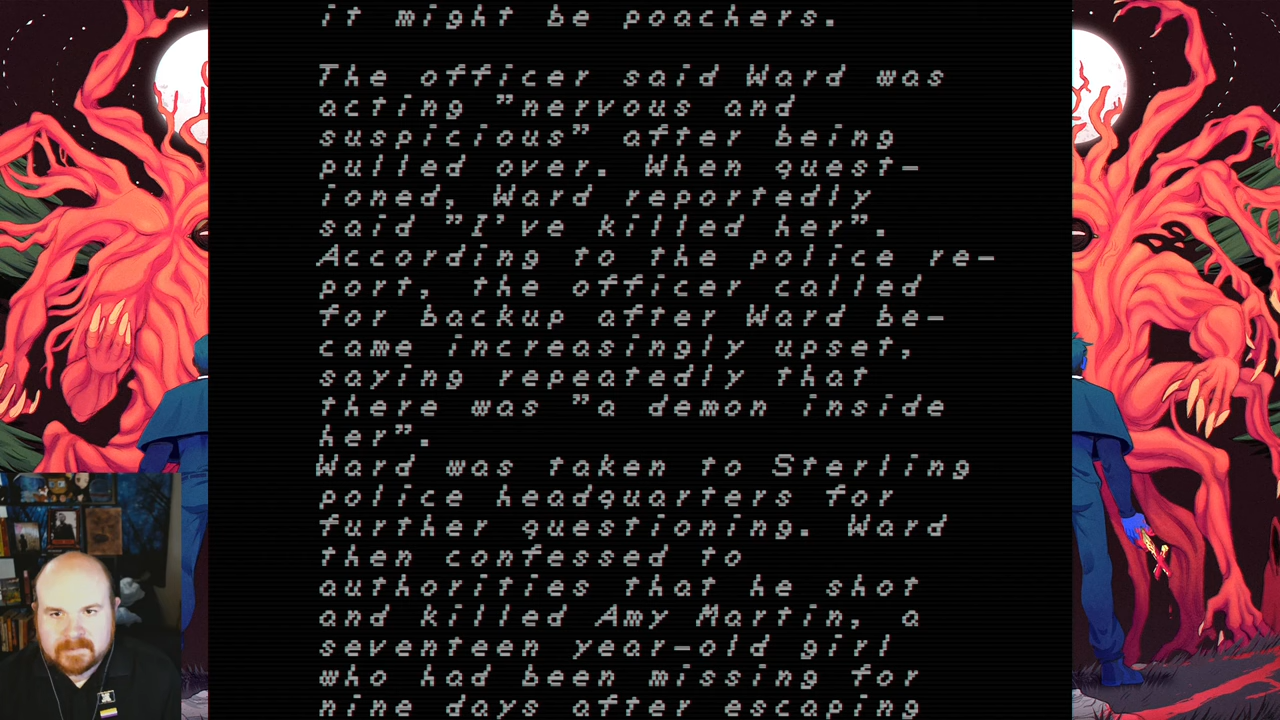 it might be poachers.
The officer said Ward was
acting "nervous and
suspicious" after being
pulled over. When quest-
ioned, Ward reportedly
said "I've killed her".
According to the police re-
port, the officer called
for backup after Ward be-
came increasingly upset,
saying repeatedly that
there was "a demon inside
her".
Ward was taken to Sterling
police headquarters for
further questioning. Ward
then confessed to
authorities that he shot
and killed Amy Martin, a
seventeen year-old girl
who had been missing for
nine days after escaping